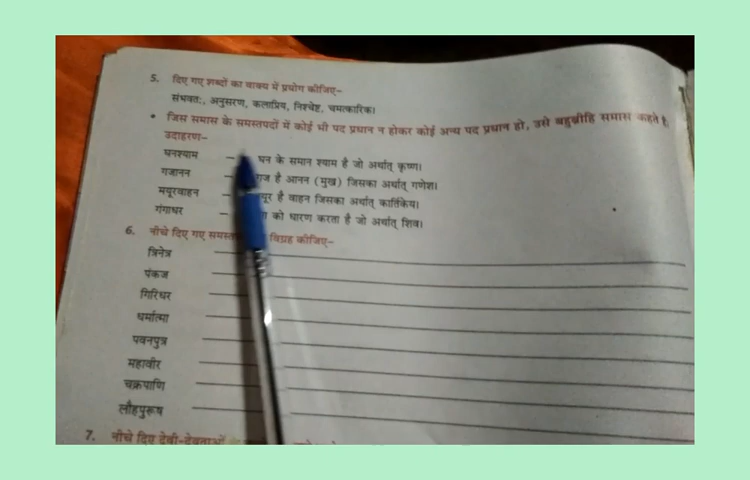 5. दिए गए शब्दों का वाक्य में प्रयोग कीजिए–
संभवत:, अनुसरण, कलाप्रिय, निश्चेष्ट, चमत्कारिक।
• जिस समास के समस्तपदों में कोई भी पद प्रधान न होकर कोई अन्य पद प्रधान हो, उसे बहुब्रीहि समास कहते हैं।
उदाहरण–
घनश्याम – घन के समान श्याम है जो अर्थात् कृष्ण।
गजानन – गज है आनन (मुख) जिसका अर्थात् गणेश।
मयूरवाहन – है वाहन जिसका अर्थात् कार्तिकेय।
गंगाधर – को धारण करता है जो अर्थात् शिव।
6. नीचे दिए गए विग्रह कीजिए–
त्रिनेत्र
पंकज
गिरिधर
धर्मात्मा
पवनपुत्र
महावीर
चक्रपाणि
लौहपुरूष
7. नीचे दिए देवी-देवताओं